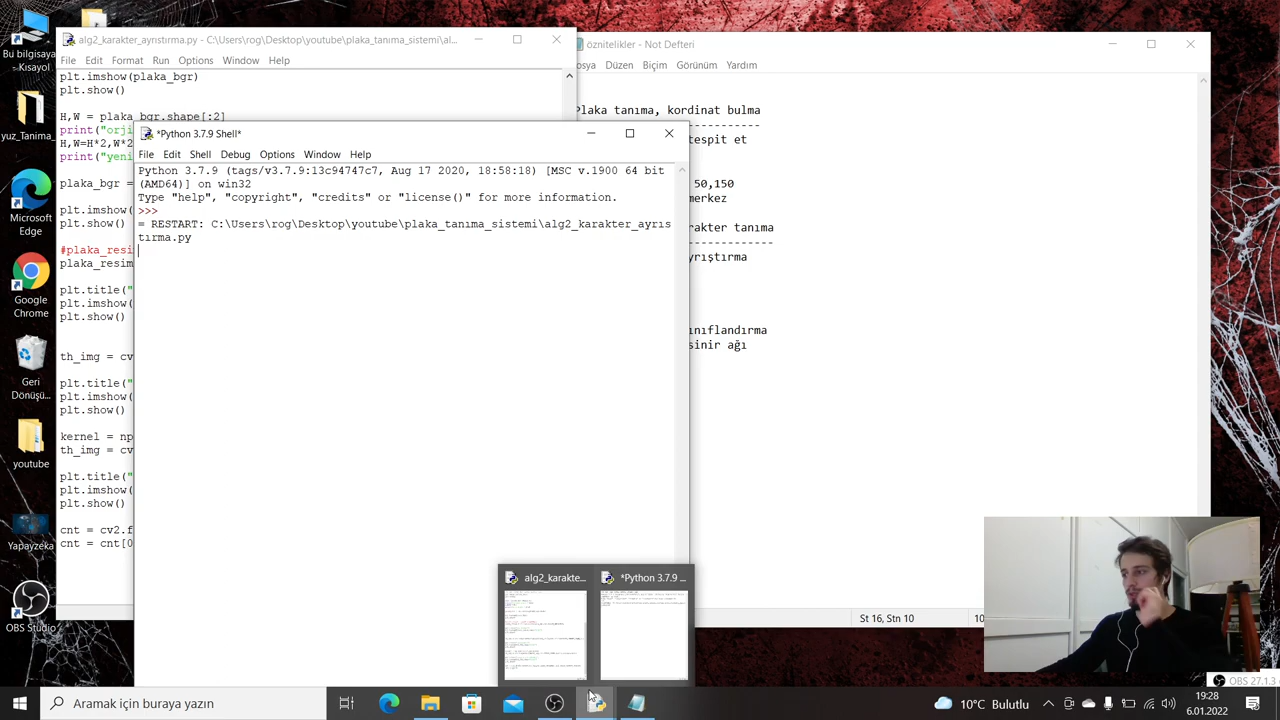 Bu bilgisaya
- Kısayol
yuz_Tanima_
Microsoft
Edge
Google
Chrome
Geri
Dönüşü...
youtube
Yapayzeka
OBS Studio
alg2_karakter_ayrıştırma.py - C:\Users\rog\Desktop\youtube\plaka_tanıma_sistemi\al...
File Edit Format Run Options Window Help
plt.imshow(plaka_bgr)
plt.show()
H,W = plaka_bgr.shape[:2]
print("orji
H,W=H*2,W*2
print("yeni
plaka_bgr =
plt.imshow
plt.show()
#plaka_resi
plaka_resim
plt.title("
plt.imshow(
plt.show()
th_img = cv
plt.title("
plt.imshow(
plt.show()
kernel = np
th_img = cv
plt.title("
plt.imshow(
plt.show()
cnt = cv2.f
cnt = cnt[0
*Python 3.7.9 Shell*
File Edit Shell Debug Options Window Help
Python 3.7.9 (tags/v3.7.9:13c94747c7, Aug 17 2020, 18:58:18) [MSC v.1900 64 bit
(AMD64)] on win32
Type "help", "copyright", "credits" or "license()" for more information.
>>>
= RESTART: C:\Users\rog\Desktop\youtube\plaka_tanıma_sistemi\alg2_karakter_ayrış
tırma.py
öznitelikler - Not Defteri
osya Düzen Biçim Görünüm Yardım
Plaka tanıma, kordinat bulma
------------------
tespit et
50,150
merkez
rakter tanıma
-----------
yrıştırma
ınıflandırma
sinir ağı
St 16, Stn 10
10
alg2_karakte...
*Python 3.7.9 ...
OBS 27.1.3
Aramak için buraya yazın
10°C Bulutlu
19:28
6.01.2022